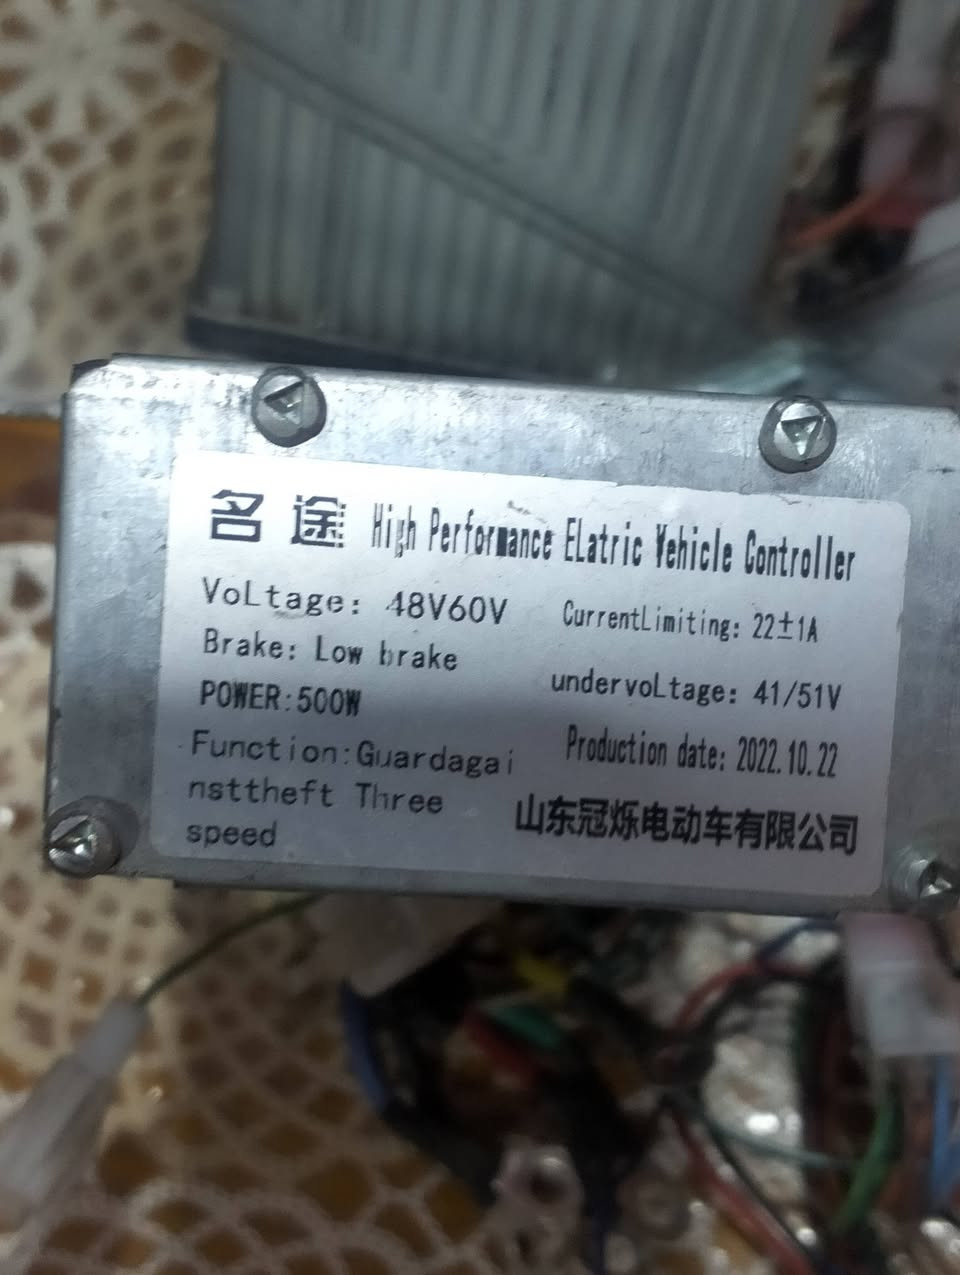 名途 High Performance ELatric Vehicle Controller
VoLtage: 48V60V
CurrentLimiting: 22±1A
Brake: Low brake
undervoLtage: 41/51V
POWER:500W
Production date: 2022.10.22
Function:Guardagai
nsttheft Three
speed
山东冠烁电动车有限公司